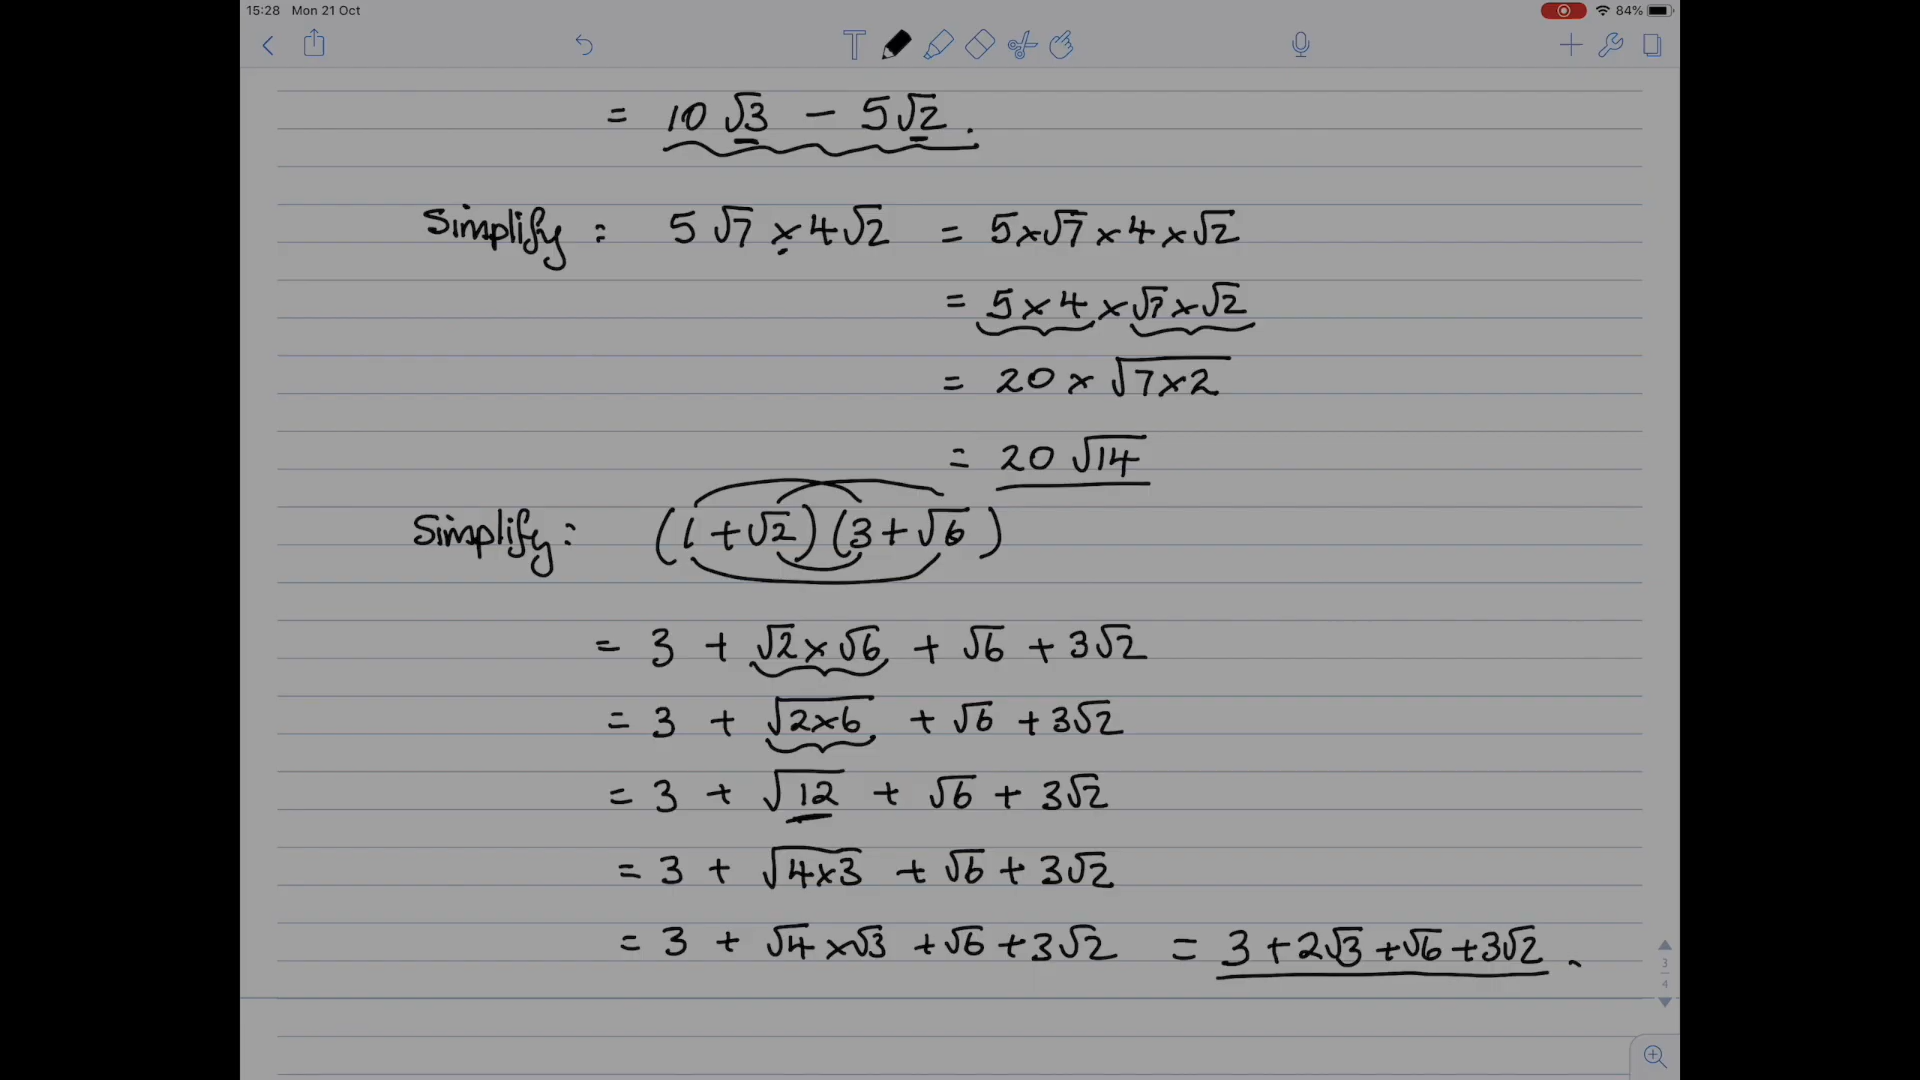 15:28 Mon 21 Oct 84%
T
= 10√3 − 5√2.
Simplify: 5√7 × 4√2 = 5×√7×4×√2
= 5×4×√7×√2
= 20 × √7×2
= 20√14
Simplify: (1+√2)(3+√6)
= 3 + √2×√6 + √6 + 3√2
= 3 + √2×6 + √6 + 3√2
= 3 + √12 + √6 + 3√2
= 3 + √4×3 + √6 + 3√2
= 3 + √4×√3 + √6 + 3√2 = 3+2√3+√6+3√2.
3
4